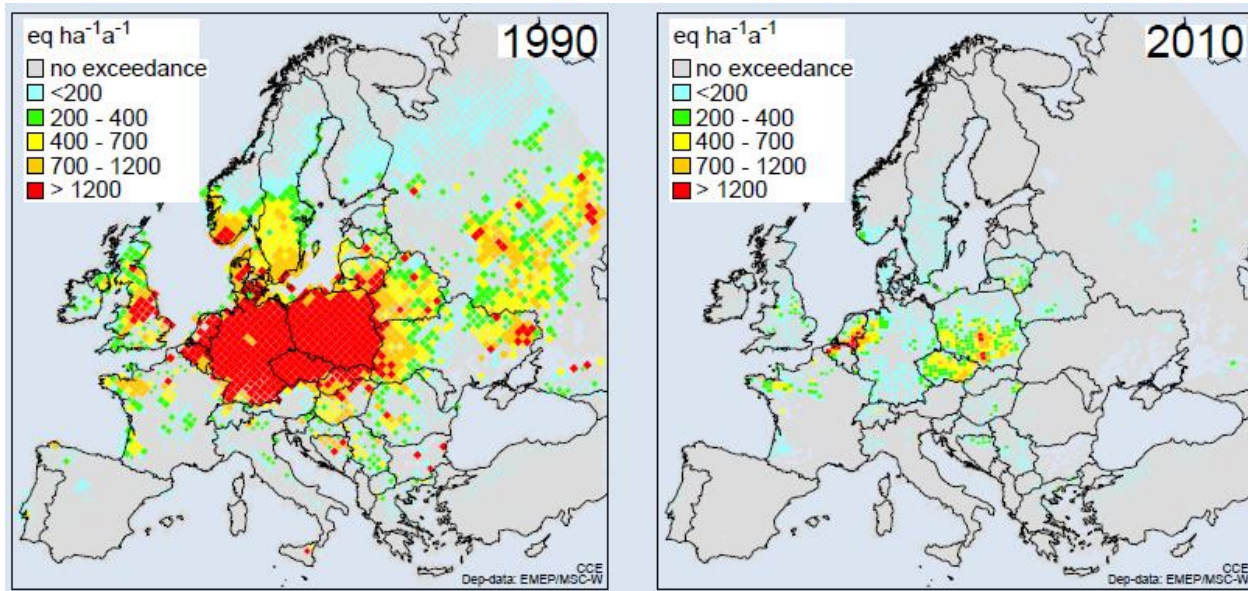 eq ha⁻¹a⁻¹
1990
no exceedance
<200
200 - 400
400 - 700
700 - 1200
> 1200
CCE
Dep-data: EMEP/MSC-W
eq ha⁻¹a⁻¹
2010
no exceedance
<200
200 - 400
400 - 700
700 - 1200
> 1200
CCE
Dep-data: EMEP/MSC-W